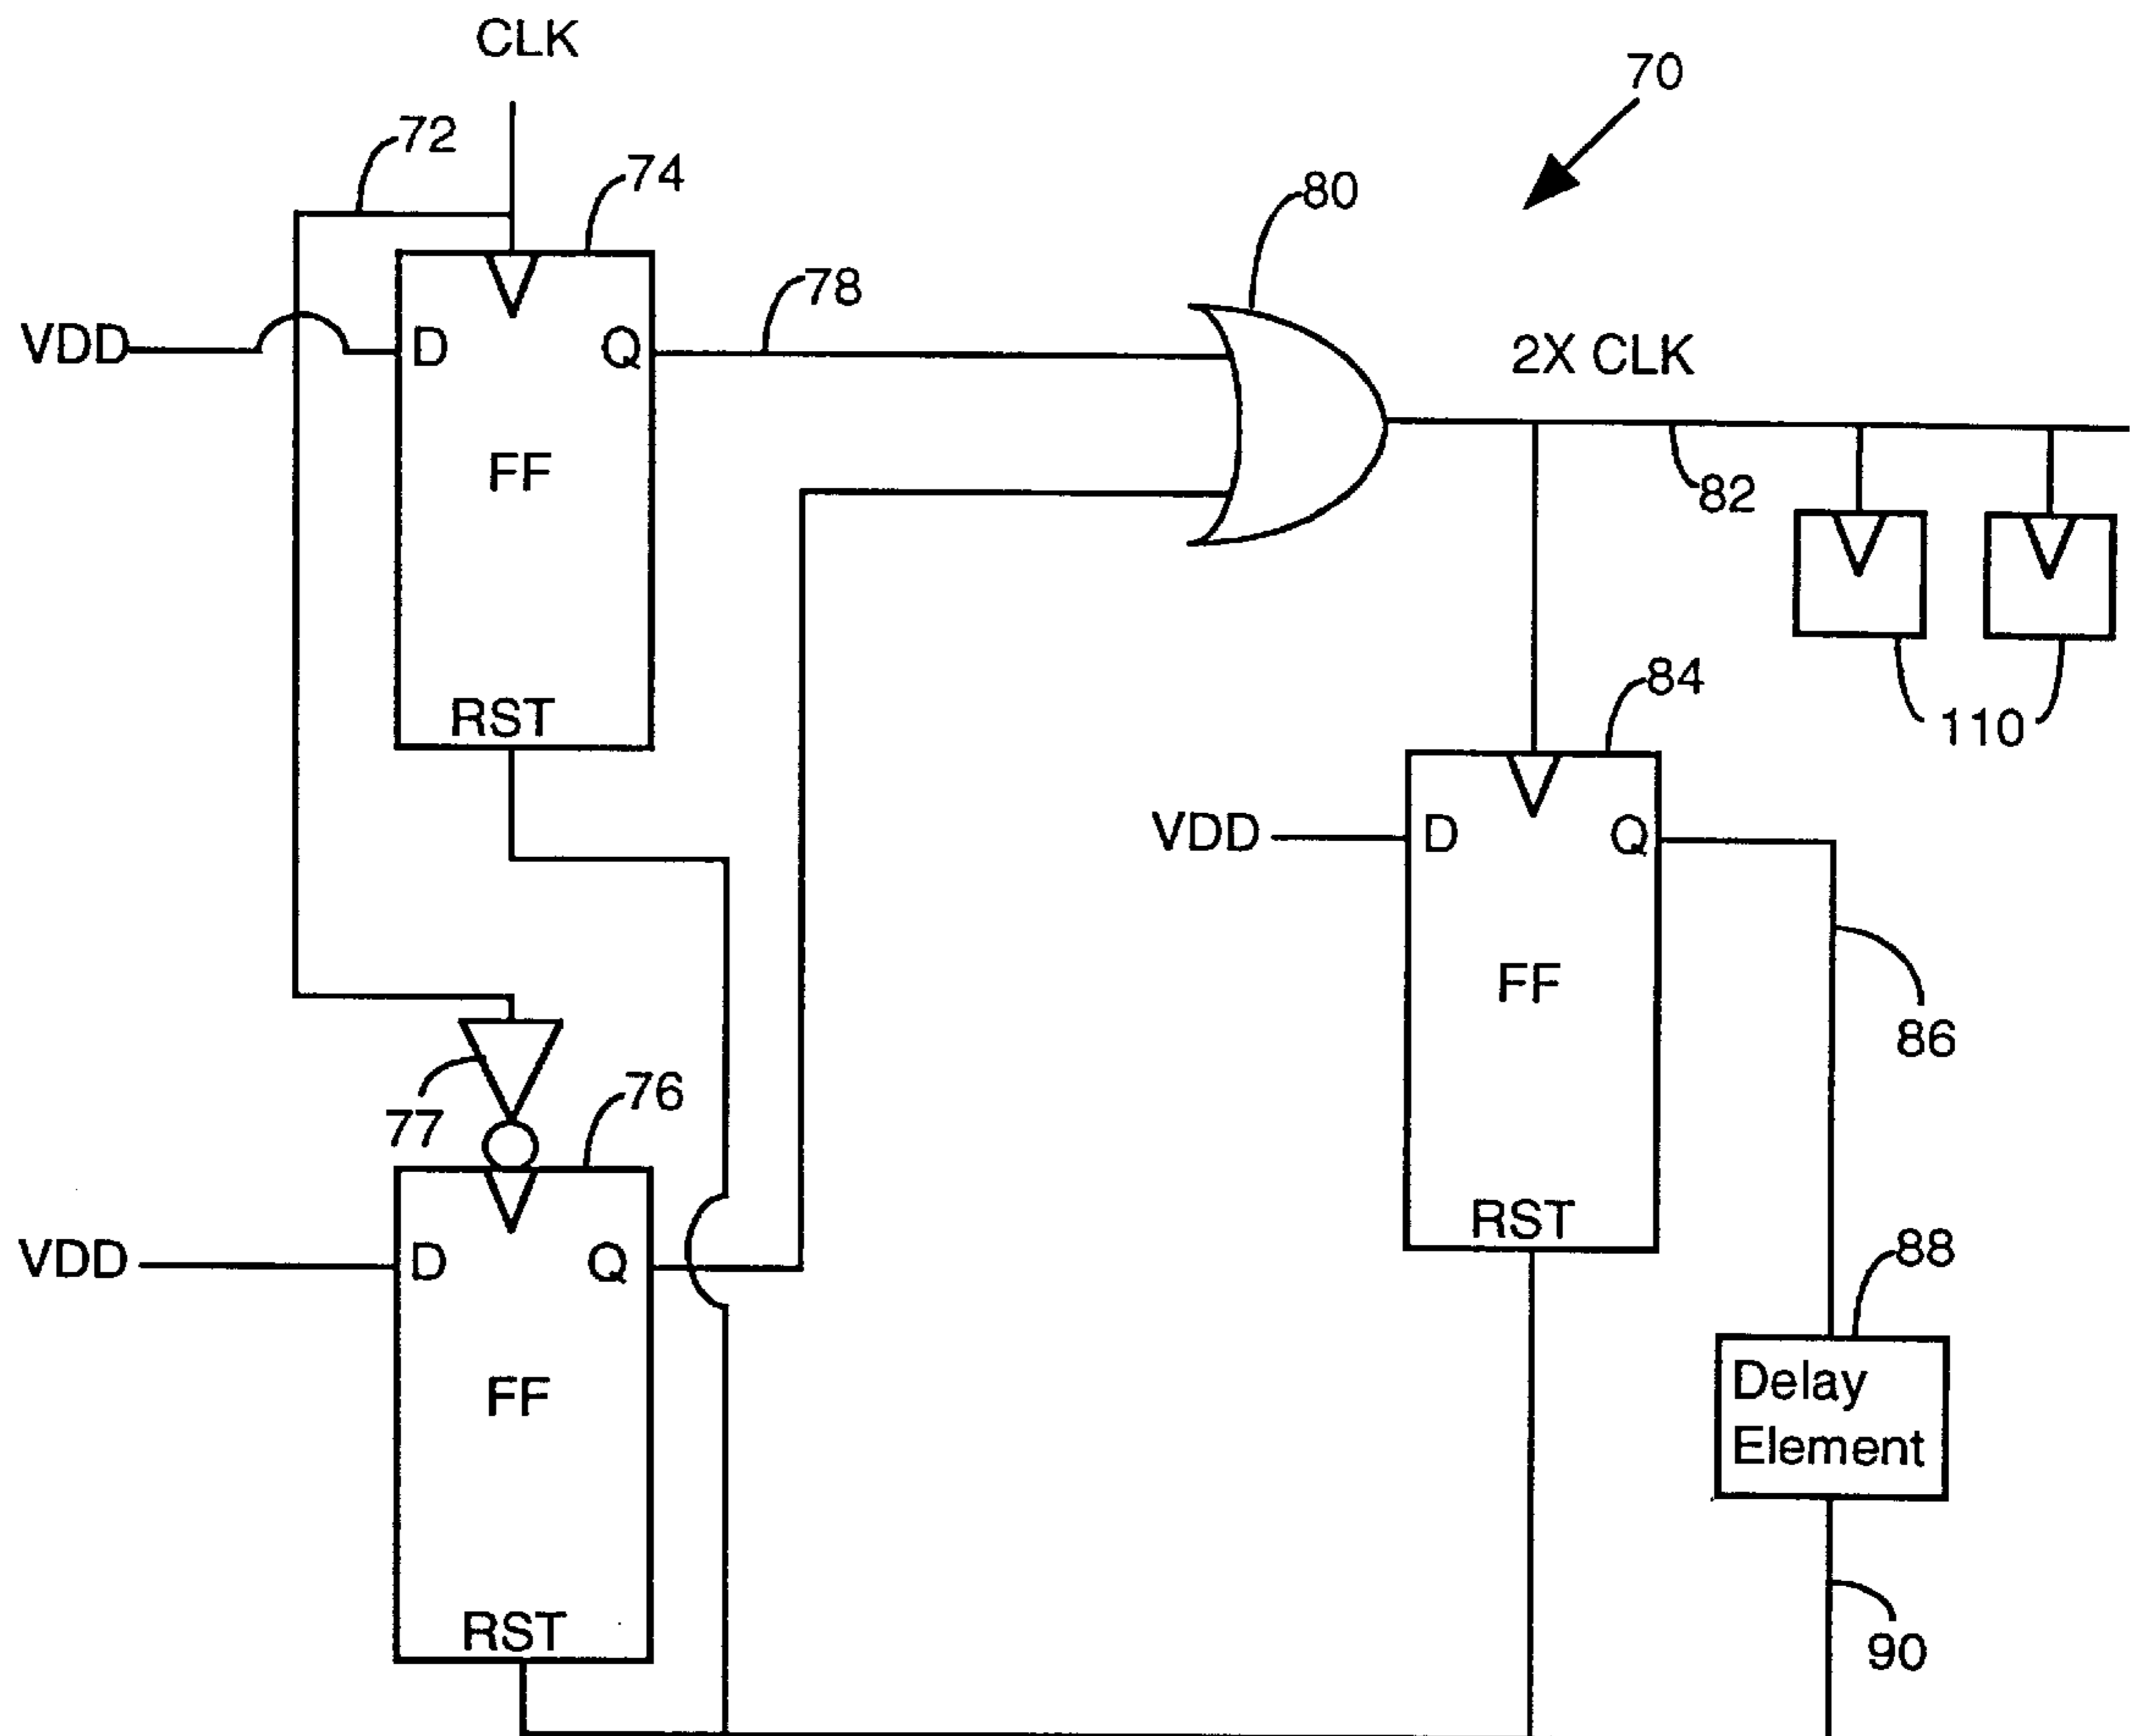 CLK
70
72
74
80
78
VDD
D
Q
2X CLK
FF
82
RST
84
110
VDD
D
Q
FF
86
77
76
RST
88
VDD
D
Q
Delay
Element
FF
RST
90